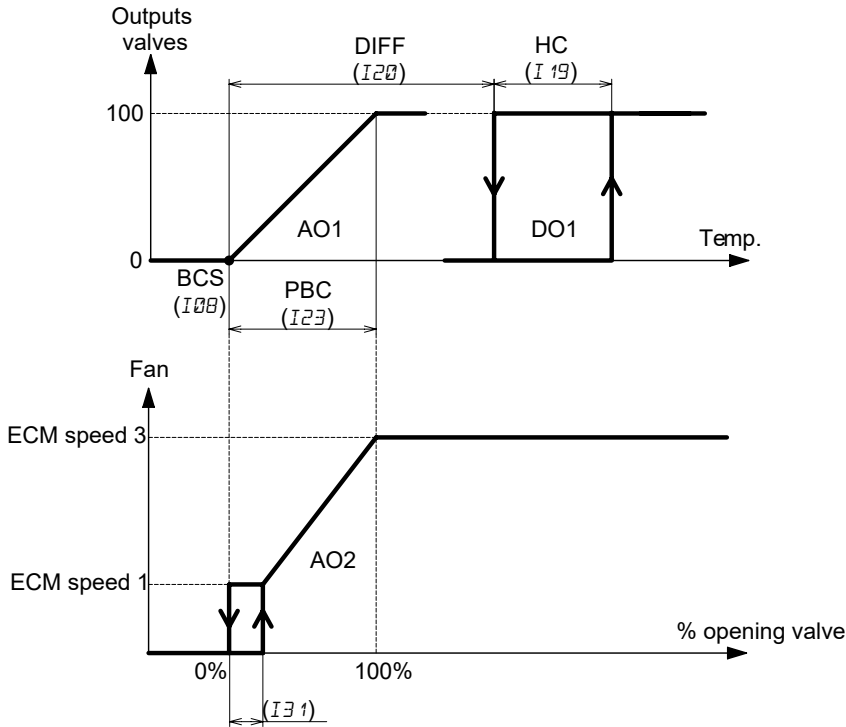 Outputs
valves
DIFF
(I20)
HC
(I19)
100
AO1
DO1
Temp.
0
BCS
(I08)
PBC
(I23)
Fan
ECM speed 3
AO2
ECM speed 1
% opening valve
0%
100%
(I31)